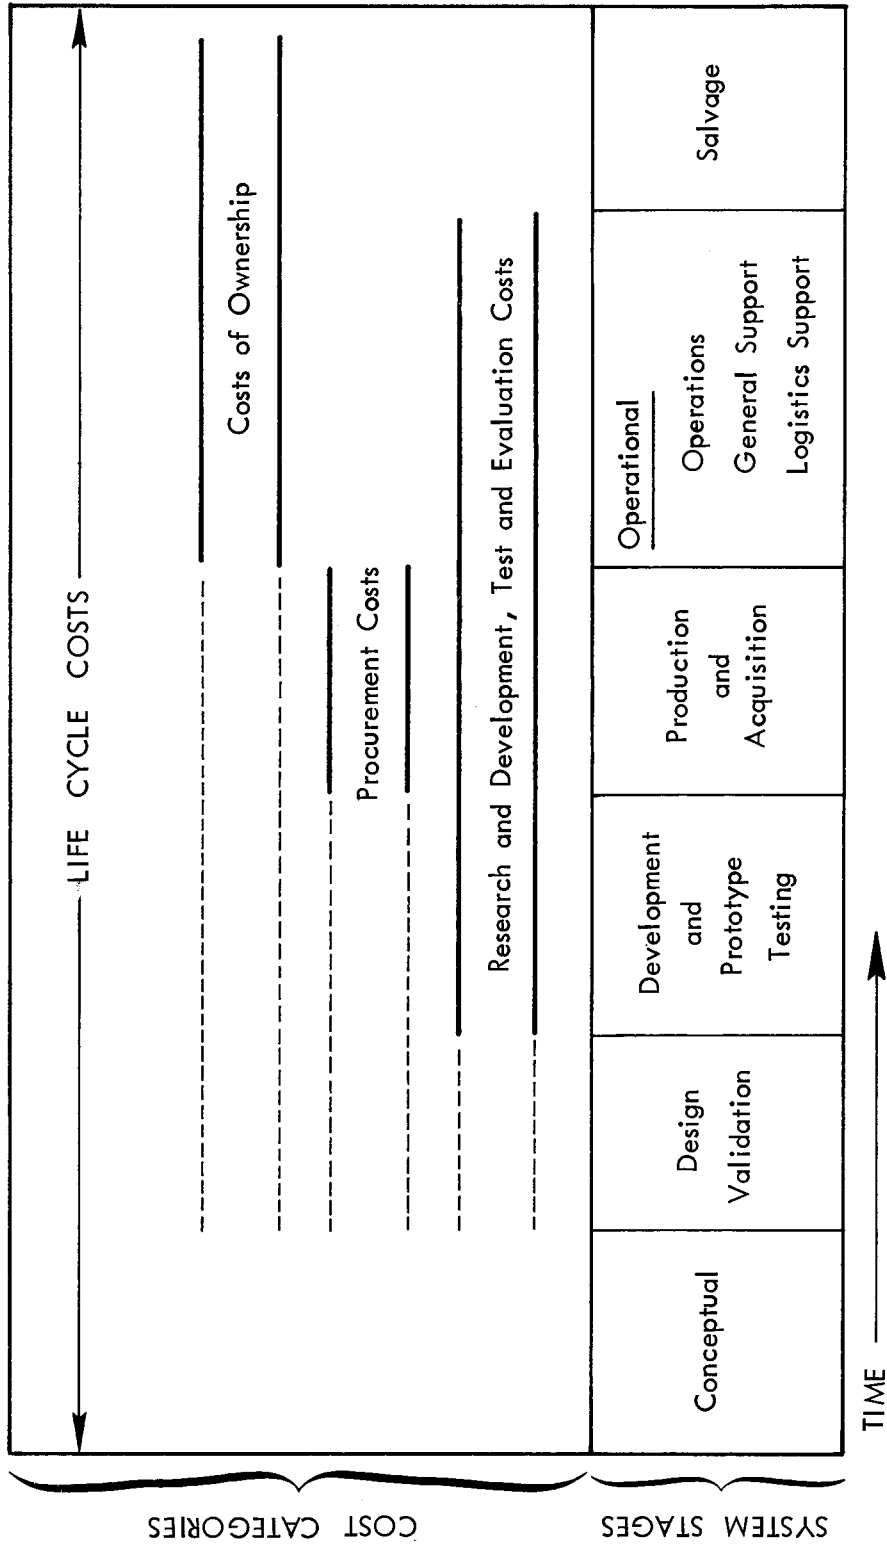 LIFE CYCLE COSTS
COST CATEGORIES
Costs of Ownership
Procurement Costs
Research and Development, Test and Evaluation Costs
SYSTEM STAGES
Conceptual
Design
Validation
Development
and
Prototype
Testing
Production
and
Acquisition
Operational
Operations
General Support
Logistics Support
Salvage
TIME